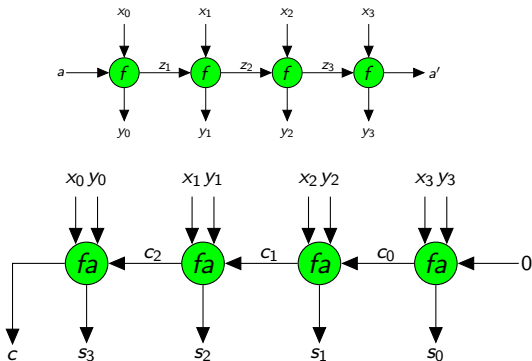 x₀ x₁ x₂ x₃
a f z₁ f z₂ f z₃ f a′
y₀ y₁ y₂ y₃
x₀ y₀ x₁ y₁ x₂ y₂ x₃ y₃
fa c₂ fa c₁ fa c₀ fa 0
c s₃ s₂ s₁ s₀